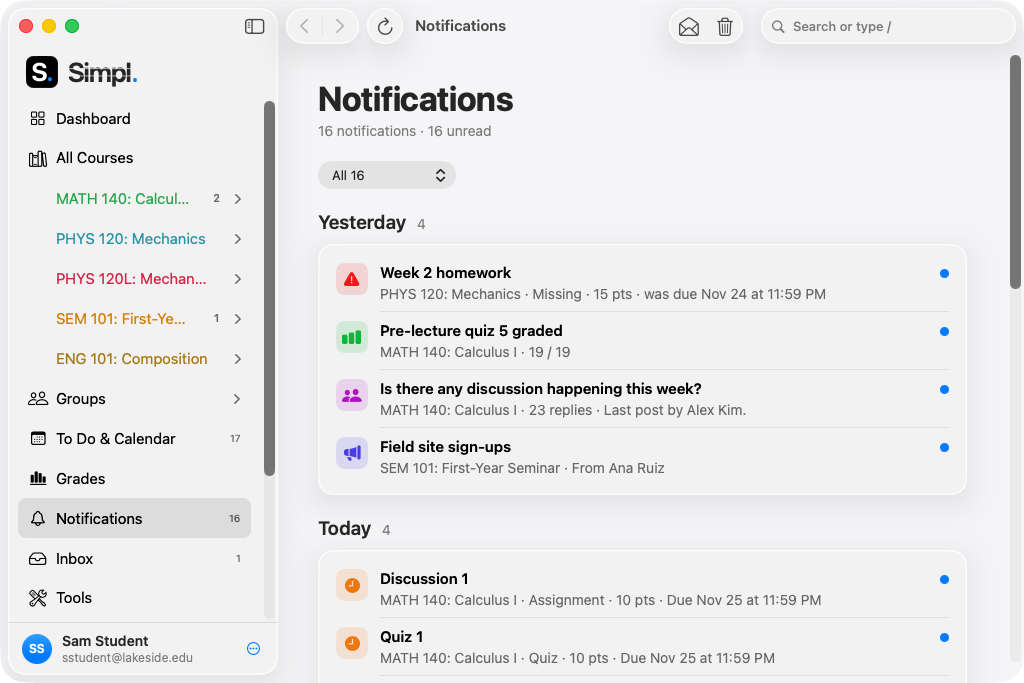 Notifications
Search or type /
S. Simpl.
Dashboard
All Courses
MATH 140: Calcul... 2
PHYS 120: Mechanics
PHYS 120L: Mechan...
SEM 101: First-Ye... 1
ENG 101: Composition
Groups
To Do & Calendar 17
Grades
Notifications 16
Inbox 1
Tools
SS Sam Student
sstudent@lakeside.edu
Notifications
16 notifications · 16 unread
All 16
Yesterday 4
Week 2 homework
PHYS 120: Mechanics · Missing · 15 pts · was due Nov 24 at 11:59 PM
Pre-lecture quiz 5 graded
MATH 140: Calculus I · 19 / 19
Is there any discussion happening this week?
MATH 140: Calculus I · 23 replies · Last post by Alex Kim.
Field site sign-ups
SEM 101: First-Year Seminar · From Ana Ruiz
Today 4
Discussion 1
MATH 140: Calculus I · Assignment · 10 pts · Due Nov 25 at 11:59 PM
Quiz 1
MATH 140: Calculus I · Quiz · 10 pts · Due Nov 25 at 11:59 PM